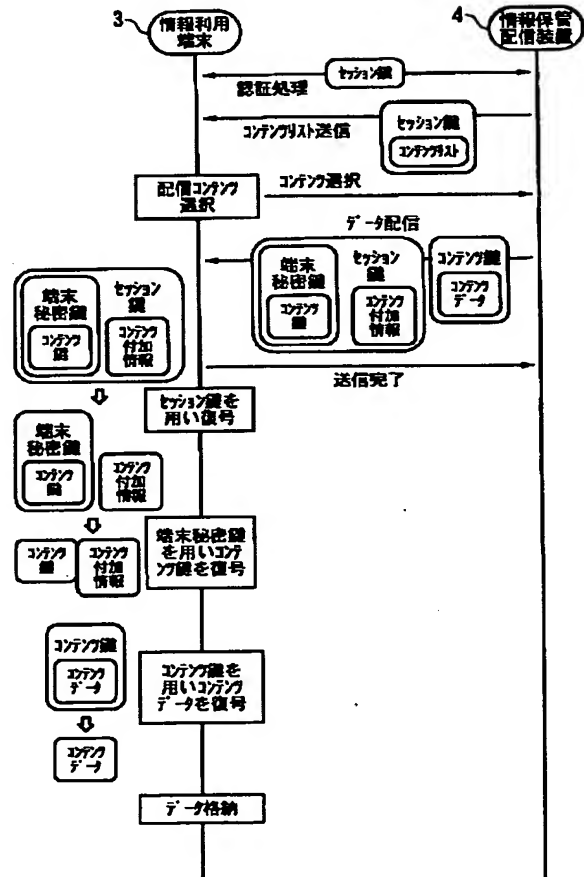 3
情報利用
端末
4
情報保管
配信装置
セッション鍵
認証処理
コンテンツリスト送信
セッション鍵
コンテンツリスト
配信コンテンツ
選択
コンテンツ選択
データ配信
端末
秘密鍵
コンテンツ
鍵
セッション
鍵
コンテンツ
付加
情報
コンテンツ鍵
コンテンツ
データ
端末
秘密鍵
コンテンツ
鍵
セッション
鍵
コンテンツ
付加
情報
送信完了
セッション鍵を
用い復号
端末
秘密鍵
コンテンツ
鍵
コンテンツ
付加
情報
端末秘密鍵
を用いコンテ
ンツ鍵を復号
コンテンツ
鍵
コンテンツ
付加
情報
コンテンツ鍵
コンテンツ
データ
コンテンツ鍵を
用いコンテンツ
データを復号
コンテンツ
データ
データ格納